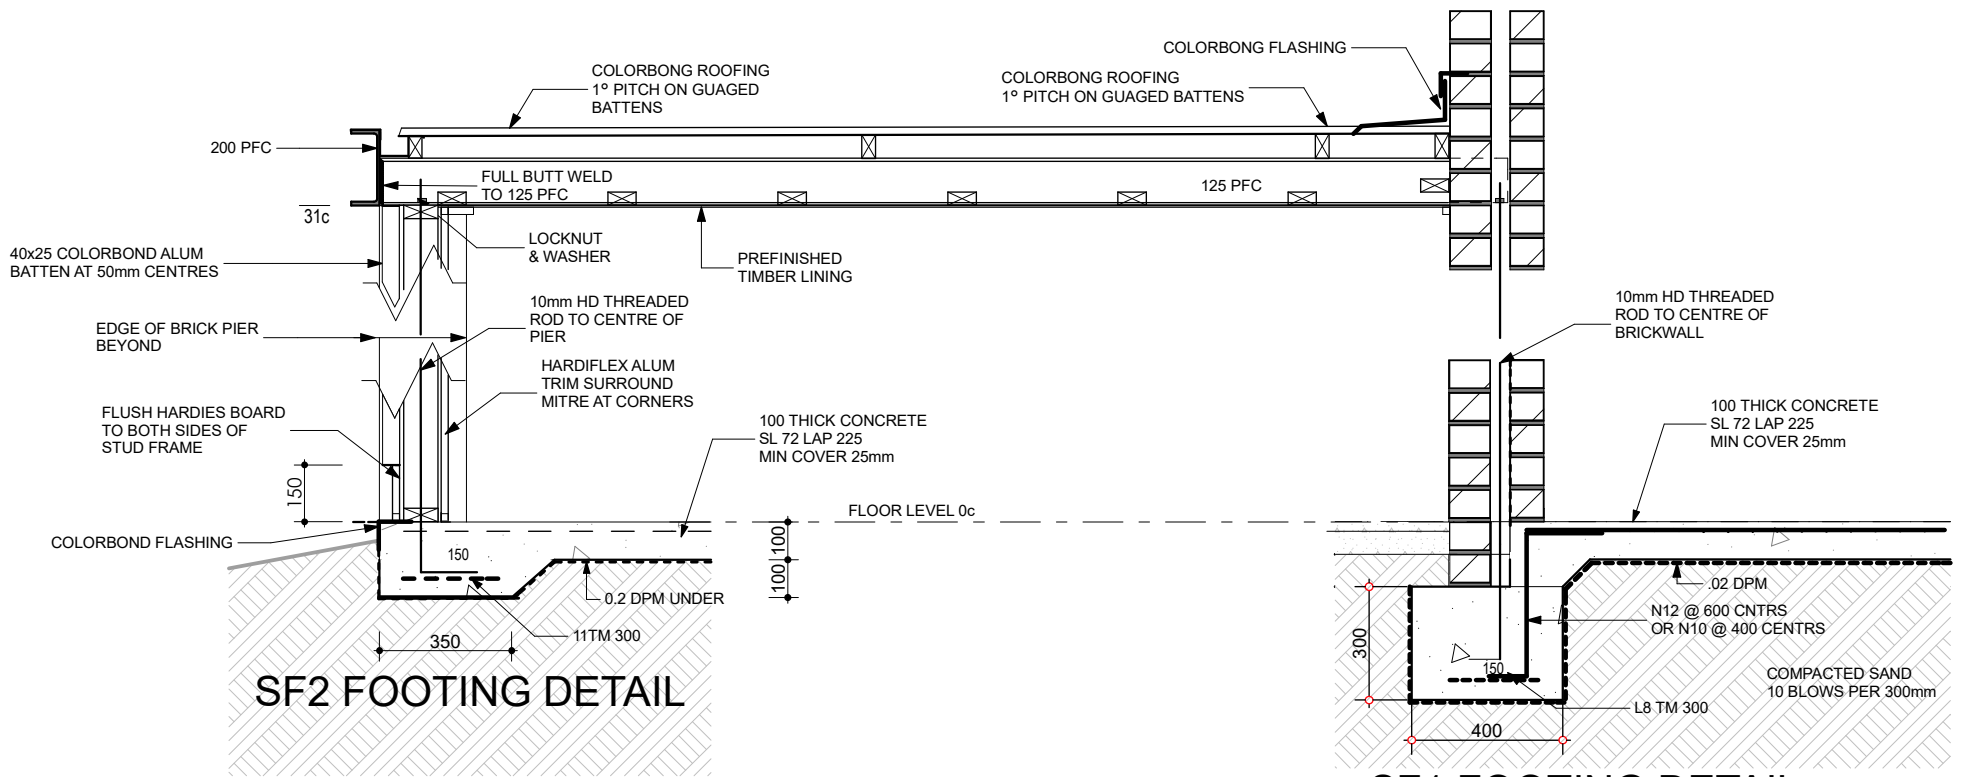 COLORBONG FLASHING
COLORBONG ROOFING
1° PITCH ON GUAGED
BATTENS
COLORBONG ROOFING
1° PITCH ON GUAGED BATTENS
200 PFC
FULL BUTT WELD
TO 125 PFC
125 PFC
31c
LOCKNUT
& WASHER
40x25 COLORBOND ALUM
BATTEN AT 50mm CENTRES
PREFINISHED
TIMBER LINING
10mm HD THREADED
ROD TO CENTRE OF
PIER
10mm HD THREADED
ROD TO CENTRE OF
BRICKWALL
EDGE OF BRICK PIER
BEYOND
HARDIFLEX ALUM
TRIM SURROUND
MITRE AT CORNERS
FLUSH HARDIES BOARD
TO BOTH SIDES OF
STUD FRAME
100 THICK CONCRETE
SL 72 LAP 225
MIN COVER 25mm
100 THICK CONCRETE
SL 72 LAP 225
MIN COVER 25mm
150
FLOOR LEVEL 0c
COLORBOND FLASHING
150
100
100
0.2 DPM UNDER
.02 DPM
11TM 300
350
N12 @ 600 CNTRS
OR N10 @ 400 CENTRS
300
150
COMPACTED SAND
10 BLOWS PER 300mm
L8 TM 300
400
SF2 FOOTING DETAIL
SF1 FOOTING DETAIL